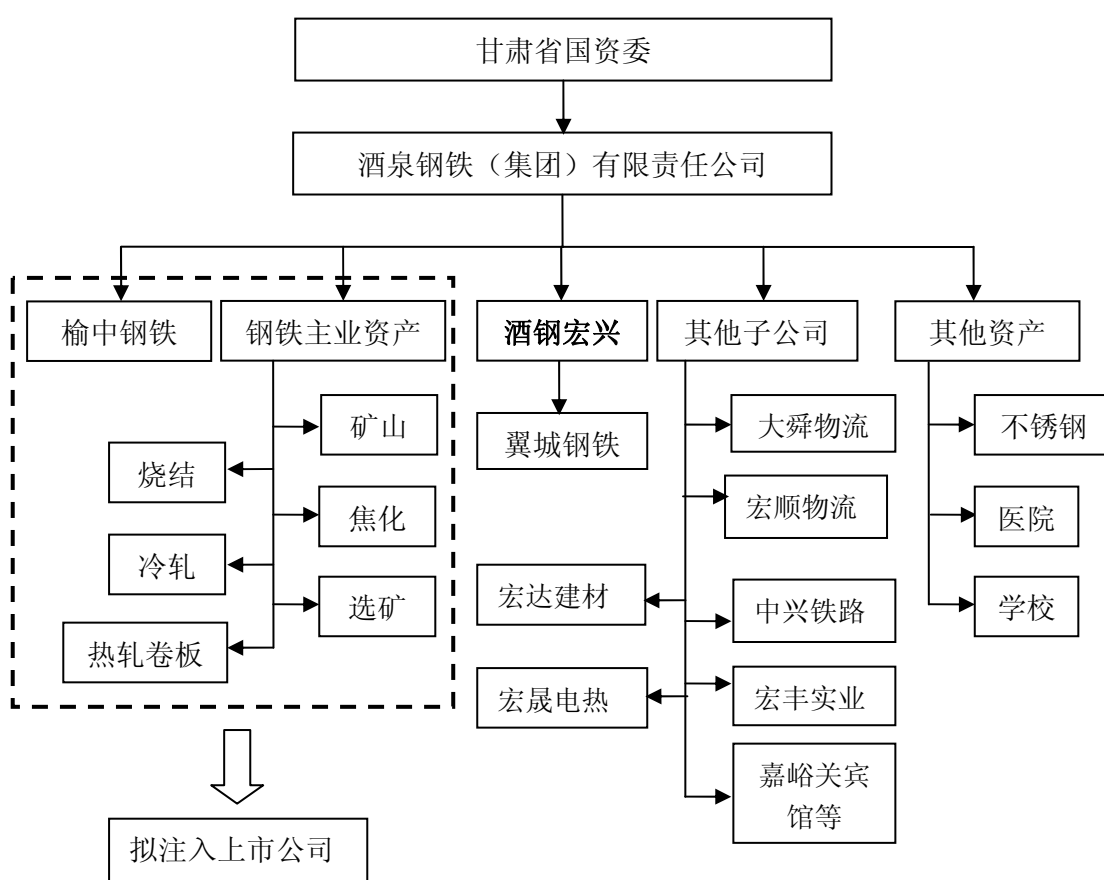 甘肃省国资委
酒泉钢铁（集团）有限责任公司
榆中钢铁
钢铁主业资产
酒钢宏兴
其他子公司
其他资产
矿山
烧结
焦化
冷轧
选矿
热轧卷板
翼城钢铁
大舜物流
宏顺物流
宏达建材
中兴铁路
宏晟电热
宏丰实业
嘉峪关宾
馆等
不锈钢
医院
学校
拟注入上市公司